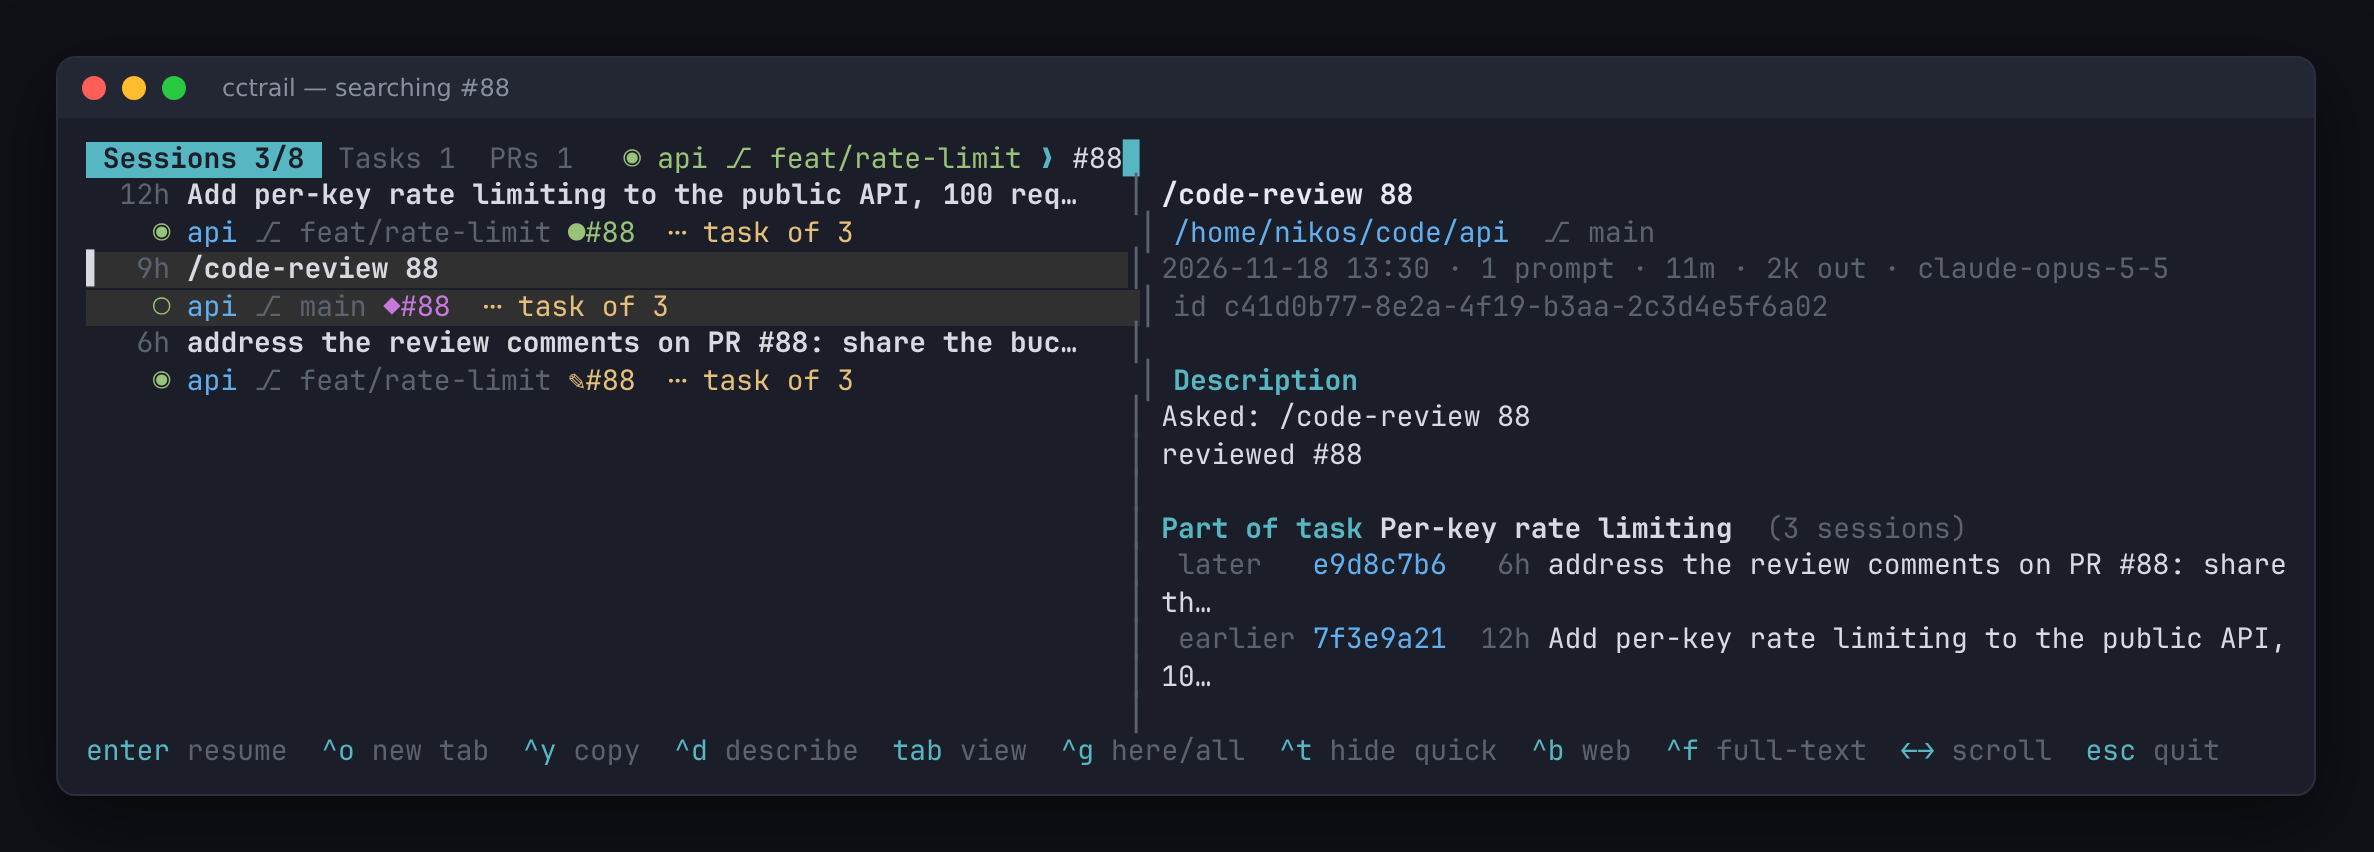 cctrail — searching #88
Sessions 3/8  Tasks 1  PRs 1  ◉ api ⎇ feat/rate-limit ❯ #88
12h Add per-key rate limiting to the public API, 100 req…
◉ api ⎇ feat/rate-limit ●#88 ⋯ task of 3
9h /code-review 88
○ api ⎇ main ◆#88 ⋯ task of 3
6h address the review comments on PR #88: share the buc…
◉ api ⎇ feat/rate-limit ✎#88 ⋯ task of 3
/code-review 88
/home/nikos/code/api ⎇ main
2026-11-18 13:30 · 1 prompt · 11m · 2k out · claude-opus-5-5
id c41d0b77-8e2a-4f19-b3aa-2c3d4e5f6a02
Description
Asked: /code-review 88
reviewed #88
Part of task Per-key rate limiting (3 sessions)
later e9d8c7b6 6h address the review comments on PR #88: share
th…
earlier 7f3e9a21 12h Add per-key rate limiting to the public API,
10…
enter resume ^o new tab ^y copy ^d describe tab view ^g here/all ^t hide quick ^b web ^f full-text ←→ scroll esc quit